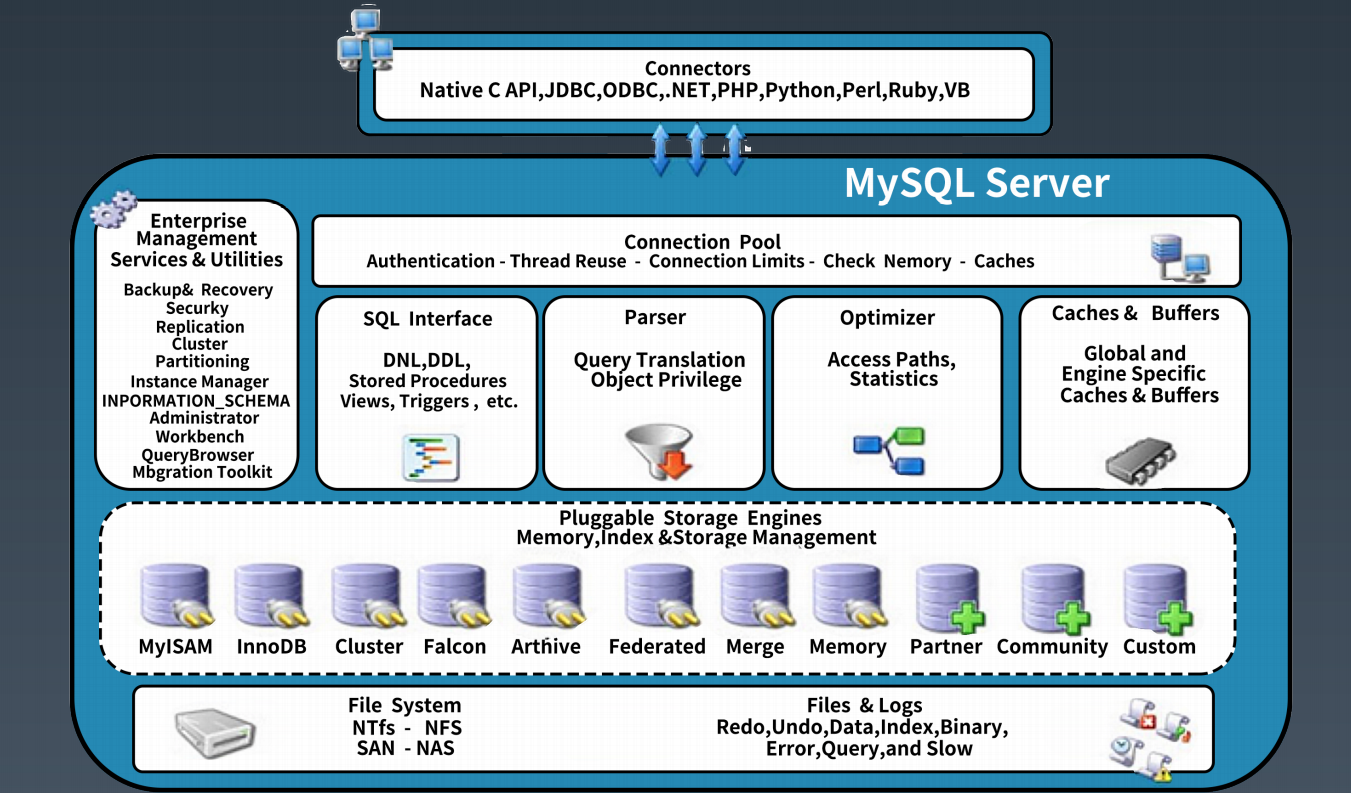 Connectors
Native C API,JDBC,ODBC,.NET,PHP,Python,Perl,Ruby,VB
MySQL Server
Enterprise
Management
Services & Utilities
Backup& Recovery
Securky
Replication
Cluster
Partitioning
Instance Manager
INPORMATION_SCHEMA
Administrator
Workbench
QueryBrowser
Mbgration Toolkit
Connection Pool
Authentication - Thread Reuse - Connection Limits - Check Nemory - Caches
SQL Interface
DNL,DDL,
Stored Procedures
Views, Triggers , etc.
Parser
Query Translation
Object Privilege
Optimizer
Access Paths,
Statistics
Caches & Buffers
Global and
Engine Specific
Caches & Buffers
Pluggable Storage Engines
Memory,Index &Storage Management
MyISAM
InnoDB
Cluster
Falcon
Arthive
Federated
Merge
Memory
Partner
Community
Custom
File System
NTfs - NFS
SAN - NAS
Files & Logs
Redo,Undo,Data,Index,Binary,
Error,Query,and Slow